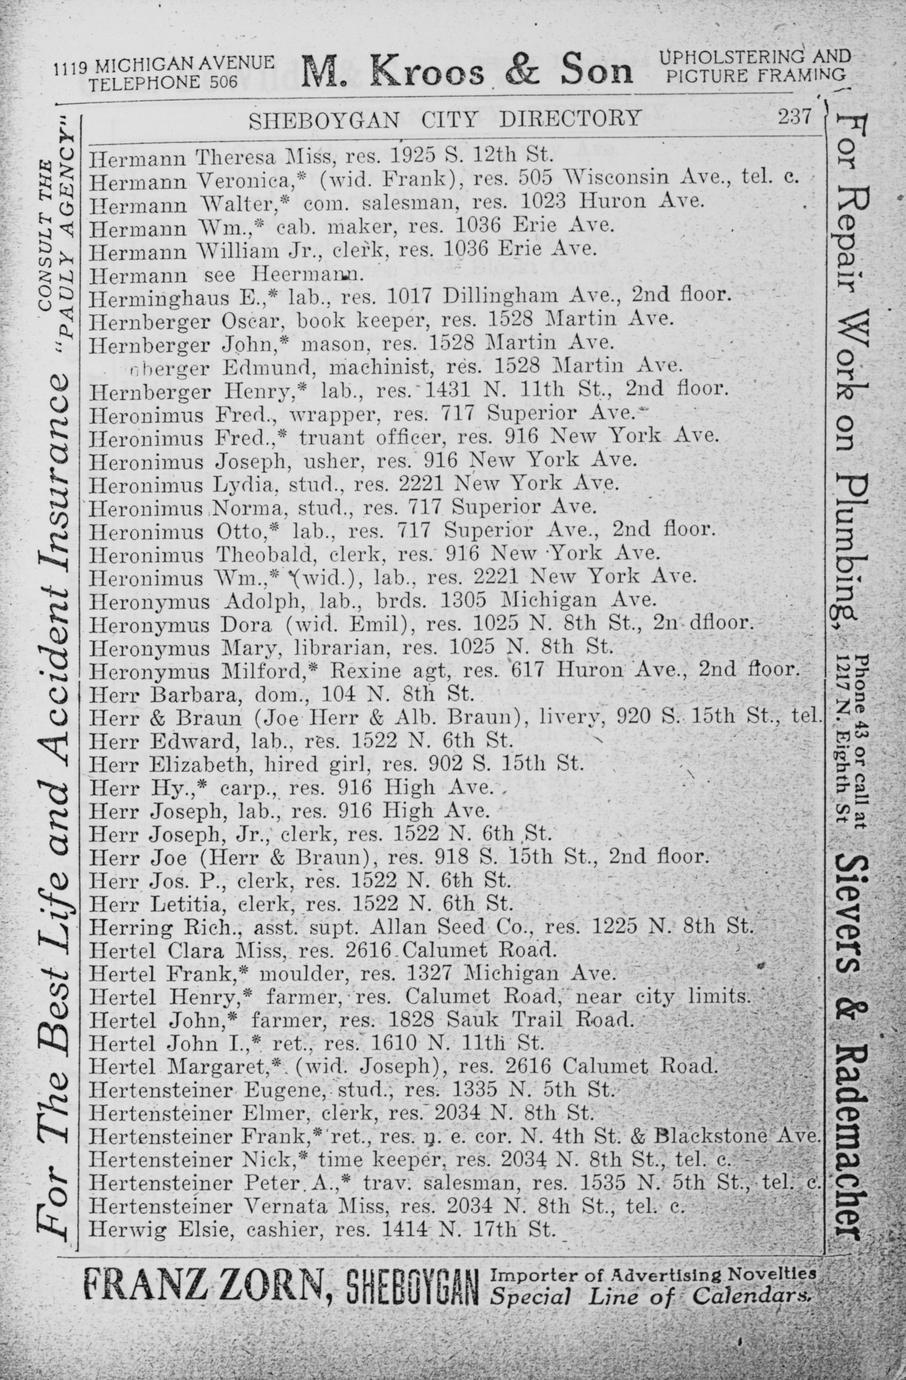 1119 MICHIGAN AVENUE
TELEPHONE 506
M. Kroos & Son
UPHOLSTERING AND
PICTURE FRAMING
SHEBOYGAN CITY DIRECTORY 237
Hermann Theresa Miss, res. 1925 S. 12th St.
Hermann Veronica,* (wid. Frank), res. 505 Wisconsin Ave., tel. c.
Hermann Walter,* com. salesman, res. 1023 Huron Ave.
Hermann Wm.,* cab. maker, res. 1036 Erie Ave.
Hermann William Jr., clerk, res. 1036 Erie Ave.
Hermann see Heermann.
Herminghaus E.,* lab., res. 1017 Dillingham Ave., 2nd floor.
Hernberger Oscar, book keeper, res. 1528 Martin Ave.
Hernberger John,* mason, res. 1528 Martin Ave.
nberger Edmund, machinist, res. 1528 Martin Ave.
Hernberger Henry,* lab., res. 1431 N. 11th St., 2nd floor.
Heronimus Fred., wrapper, res. 717 Superior Ave.
Heronimus Fred.,* truant officer, res. 916 New York Ave.
Heronimus Joseph, usher, res. 916 New York Ave.
Heronimus Lydia, stud., res. 2221 New York Ave.
Heronimus Norma, stud., res. 717 Superior Ave.
Heronimus Otto,* lab., res. 717 Superior Ave., 2nd floor.
Heronimus Theobald, clerk, res. 916 New York Ave.
Heronimus Wm.,* (wid.), lab., res. 2221 New York Ave.
Heronymus Adolph, lab., brds. 1305 Michigan Ave.
Heronymus Dora (wid. Emil), res. 1025 N. 8th St., 2n dfloor.
Heronymus Mary, librarian, res. 1025 N. 8th St.
Heronymus Milford,* Rexine agt, res. 617 Huron Ave., 2nd floor.
Herr Barbara, dom., 104 N. 8th St.
Herr & Braun (Joe Herr & Alb. Braun), livery, 920 S. 15th St., tel.
Herr Edward, lab., res. 1522 N. 6th St.
Herr Elizabeth, hired girl, res. 902 S. 15th St.
Herr Hy.,* carp., res. 916 High Ave.
Herr Joseph, lab., res. 916 High Ave.
Herr Joseph, Jr., clerk, res. 1522 N. 6th St.
Herr Joe (Herr & Braun), res. 918 S. 15th St., 2nd floor.
Herr Jos. P., clerk, res. 1522 N. 6th St.
Herr Letitia, clerk, res. 1522 N. 6th St.
Herring Rich., asst. supt. Allan Seed Co., res. 1225 N. 8th St.
Hertel Clara Miss, res. 2616 Calumet Road.
Hertel Frank,* moulder, res. 1327 Michigan Ave.
Hertel Henry,* farmer, res. Calumet Road, near city limits.
Hertel John,* farmer, res. 1828 Sauk Trail Road.
Hertel John I.,* ret., res. 1610 N. 11th St.
Hertel Margaret,* (wid. Joseph), res. 2616 Calumet Road.
Hertensteiner Eugene, stud., res. 1335 N. 5th St.
Hertensteiner Elmer, clerk, res. 2034 N. 8th St.
Hertensteiner Frank,* ret., res. n. e. cor. N. 4th St. & Blackstone Ave.
Hertensteiner Nick,* time keeper, res. 2034 N. 8th St., tel. c.
Hertensteiner Peter A.,* trav. salesman, res. 1535 N. 5th St., tel. c.
Hertensteiner Vernata Miss, res. 2034 N. 8th St., tel. c.
Herwig Elsie, cashier, res. 1414 N. 17th St.
For The Best Life and Accident Insurance
CONSULT THE
"PAULY AGENCY"
For Repair Work on Plumbing,
Phone 43 or call at
1217 N. Eighth St
Sievers & Rademacher
FRANZ ZORN, SHEBOYGAN
Importer of Advertising Novelties
Special Line of Calendars.